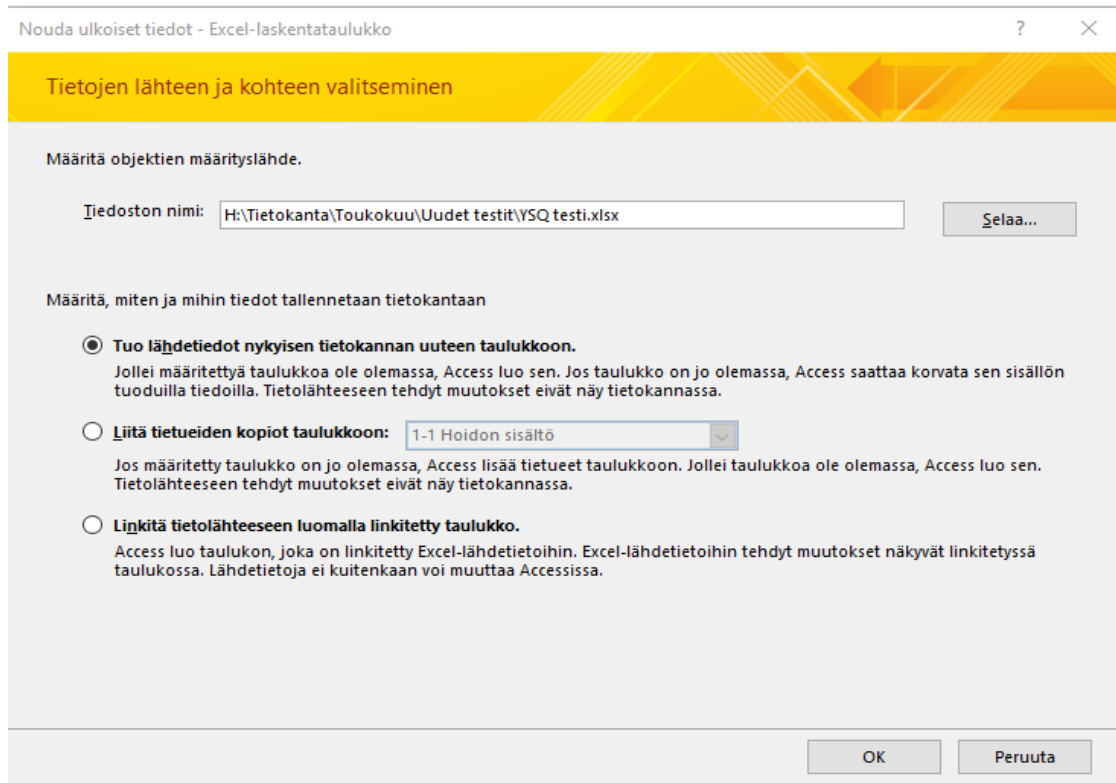 Nouda ulkoiset tiedot - Excel-laskentataulukko
?
Tietojen lähteen ja kohteen valitseminen
Määritä objektien määrityslähde.
Tiedoston nimi: H:\Tietokanta\Toukokuu\Uudet testit\YSQ testi.xlsx Selaa...
Määritä, miten ja mihin tiedot tallennetaan tietokantaan
Tuo lähdetiedot nykyisen tietokannan uuteen taulukkoon.
Jollei määritettyä taulukkoa ole olemassa, Access luo sen. Jos taulukko on jo olemassa, Access saattaa korvata sen sisällön
tuoduilla tiedoilla. Tietolähteeseen tehdyt muutokset eivät näy tietokannassa.
Liitä tietueiden kopiot taulukkoon: 1-1 Hoidon sisältö
Jos määritetty taulukko on jo olemassa, Access lisää tietueet taulukkoon. Jollei taulukkoa ole olemassa, Access luo sen.
Tietolähteeseen tehdyt muutokset eivät näy tietokannassa.
Linkitä tietolähteeseen luomalla linkitetty taulukko.
Access luo taulukon, joka on linkitetty Excel-lähdetietoihin. Excel-lähdetietoihin tehdyt muutokset näkyvät linkitetyssä
taulukossa. Lähdetietoja ei kuitenkaan voi muuttaa Accessissa.
OK Peruuta